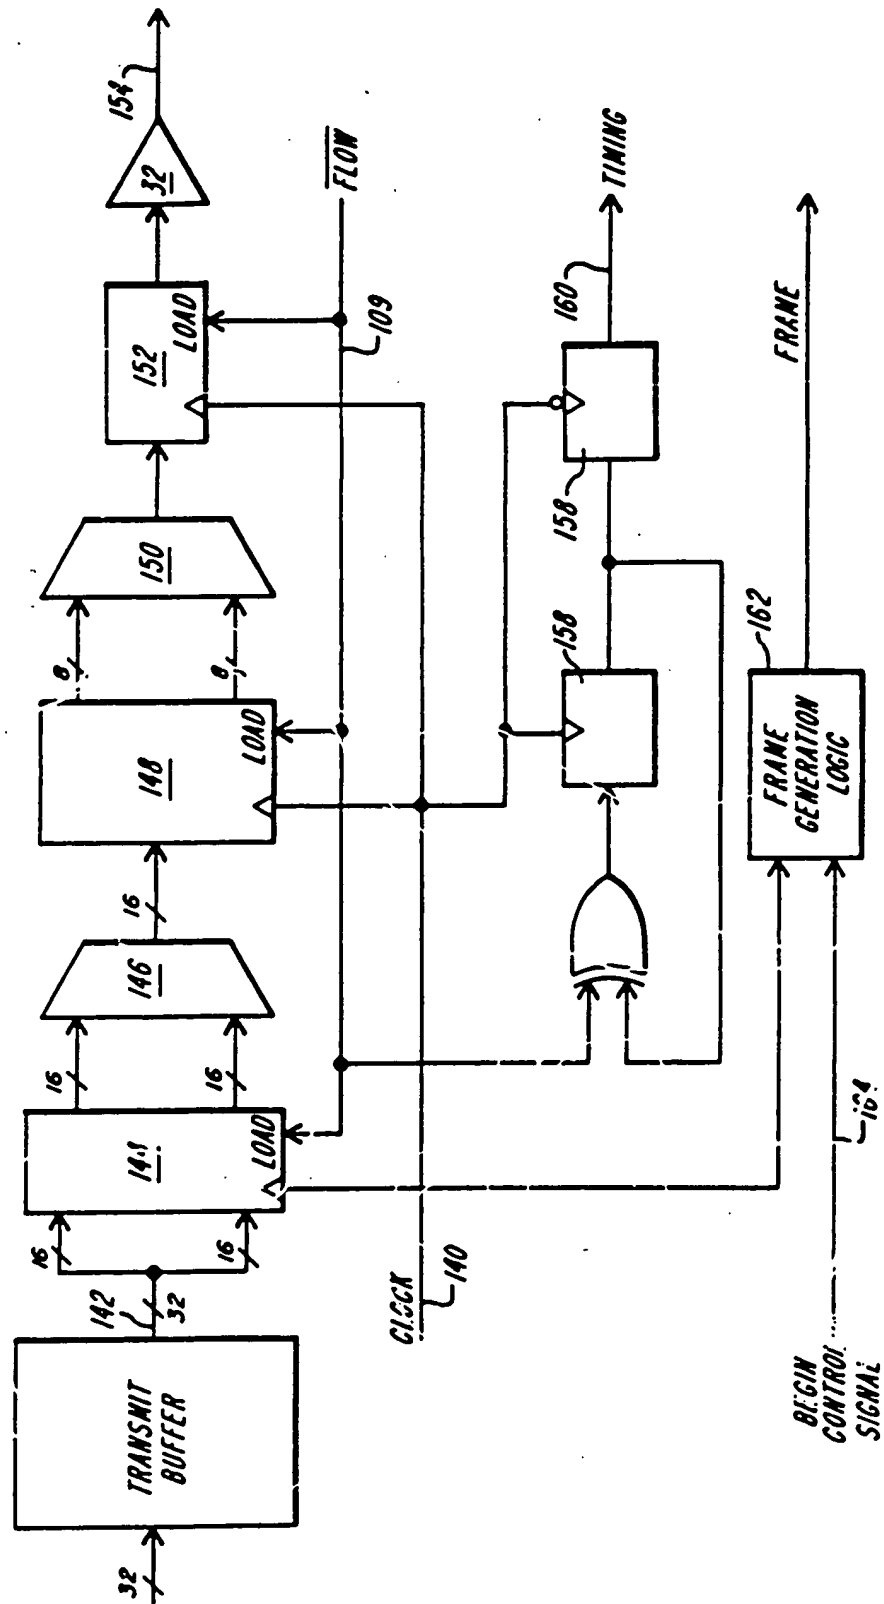 32
TRANSMIT
BUFFER
142
32
16
16
LOAD
16
16
146
16
148
LOAD
8
8
150
152
LOAD
32
154
FLOW
109
CLOCK
140
158
158
160
TIMING
BEGIN
CONTROL
SIGNAL
164
162
FRAME
GENERATION
LOGIC
FRAME